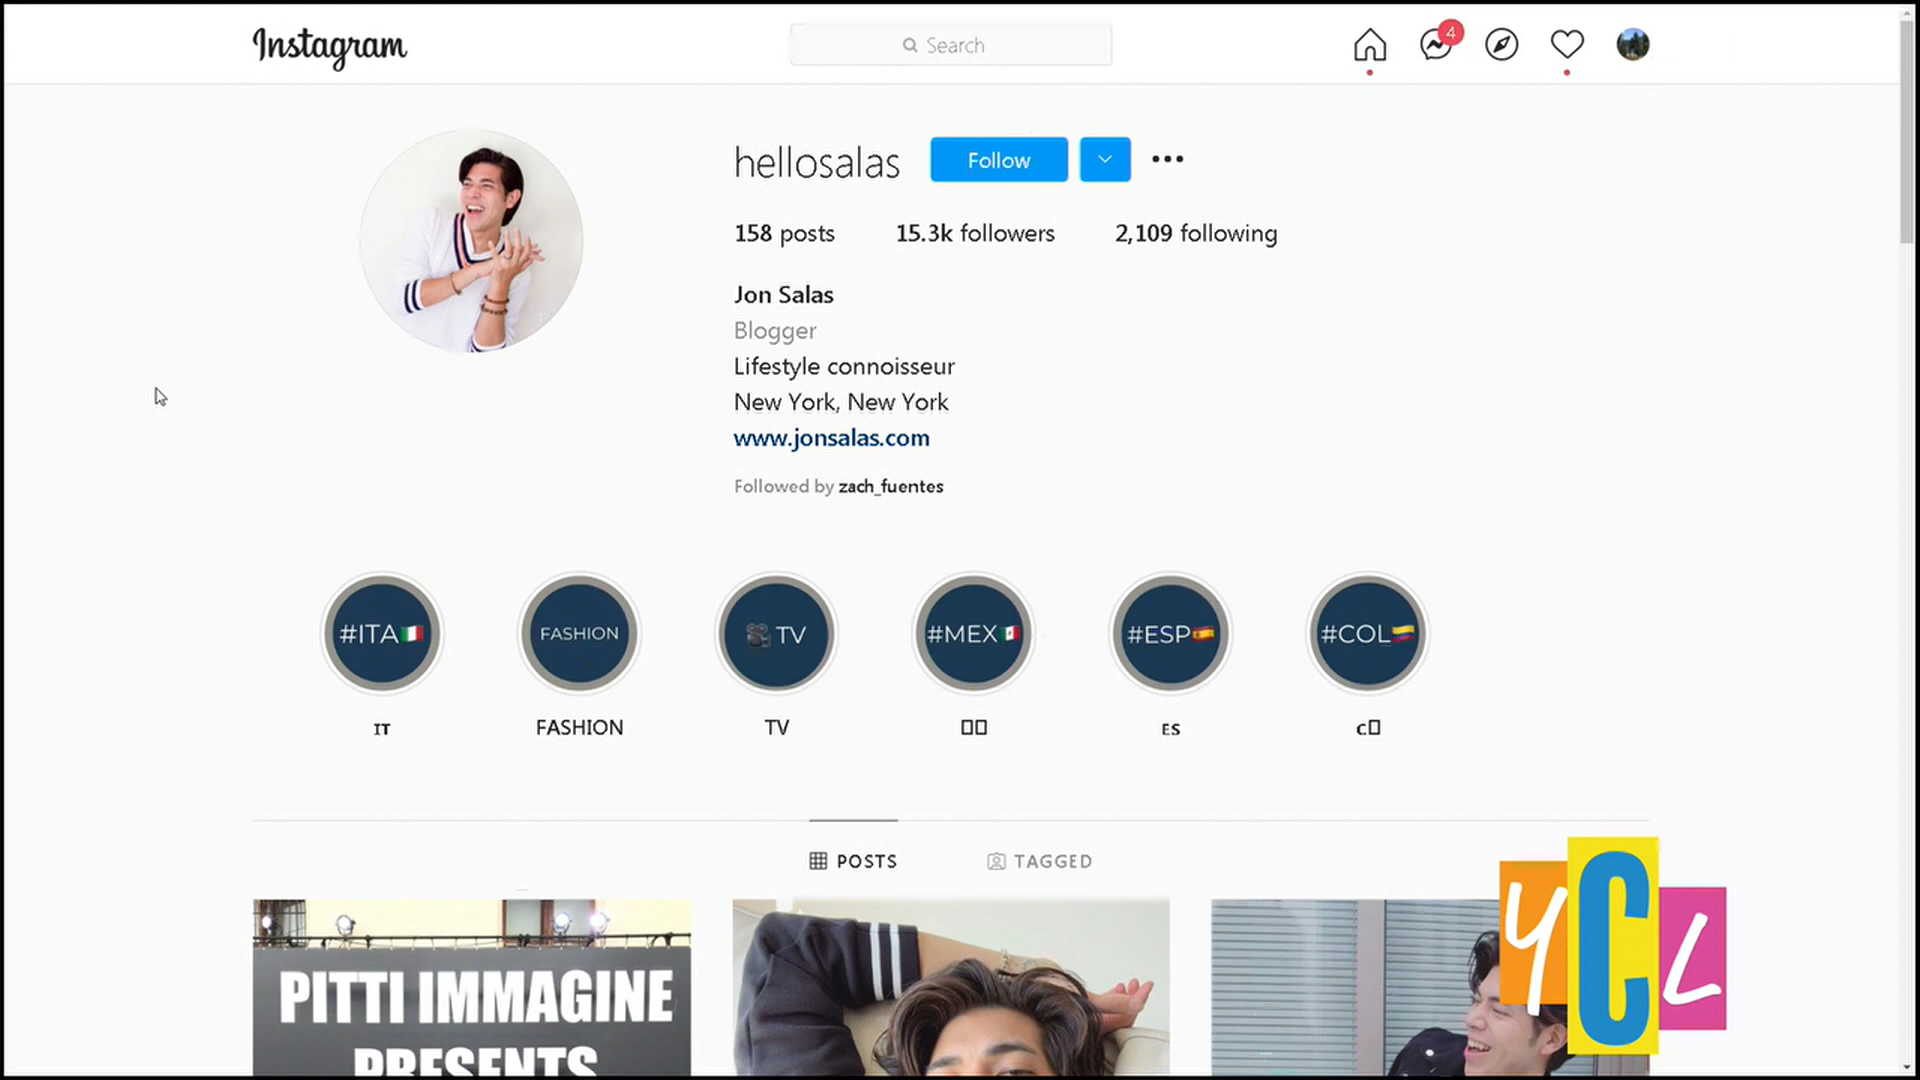 Instagram
Search
4
hellosalas
Follow
158 posts
15.3k followers
2,109 following
Jon Salas
Blogger
Lifestyle connoisseur
New York, New York
www.jonsalas.com
Followed by zach_fuentes
#ITA🇮🇹
FASHION
🎥 TV
#MEX🇲🇽
#ESP🇪🇸
#COL🇨🇴
IT
FASHION
TV
ES
C
POSTS
TAGGED
PITTI IMMAGINE
PRESENTS
YCL